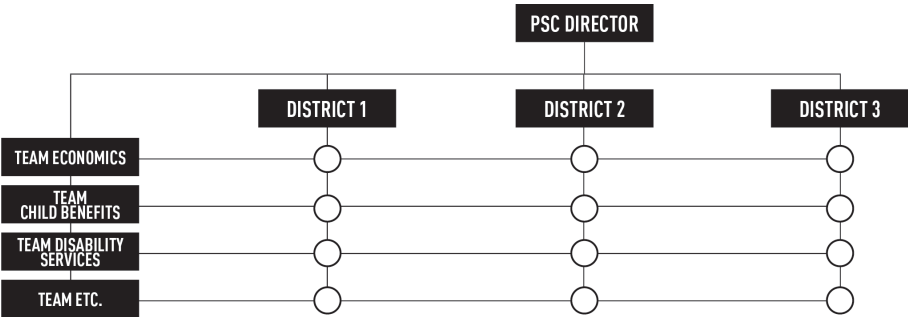 PSC DIRECTOR
DISTRICT 1
DISTRICT 2
DISTRICT 3
TEAM ECONOMICS
TEAM
CHILD BENEFITS
TEAM DISABILITY
SERVICES
TEAM ETC.